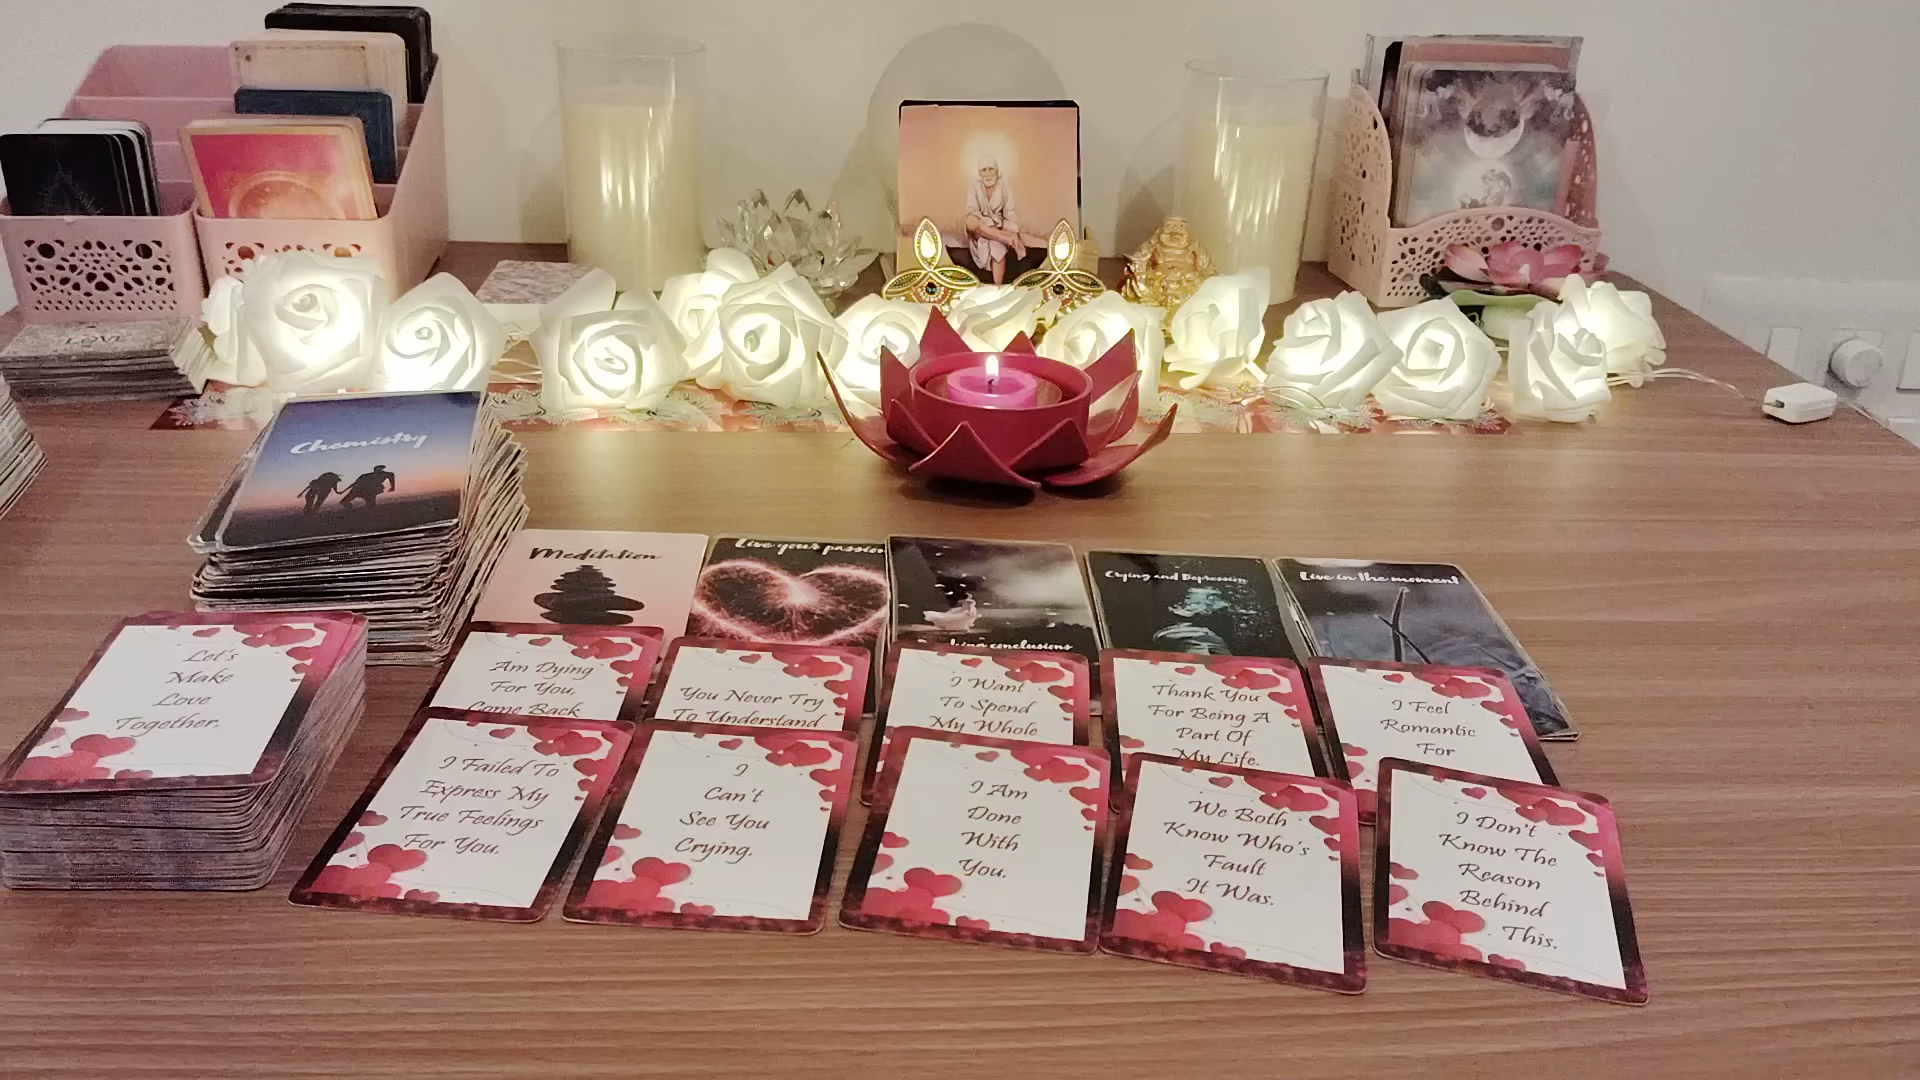 LOVE
Chemistry
Meditation
Live your passion
conclusions
Crying and Depression
Live in the moment
Let's
Make
Love
Together.
Am Dying
For You,
Come Back
You Never Try
To Understand
I Want
To Spend
My Whole
Thank You
For Being A
Part Of
My Life.
I Feel
Romantic
For
I Failed To
Express My
True Feelings
For You.
I
Can't
See You
Crying.
I Am
Done
With
You.
We Both
Know Who's
Fault
It Was.
I Don't
Know The
Reason
Behind
This.